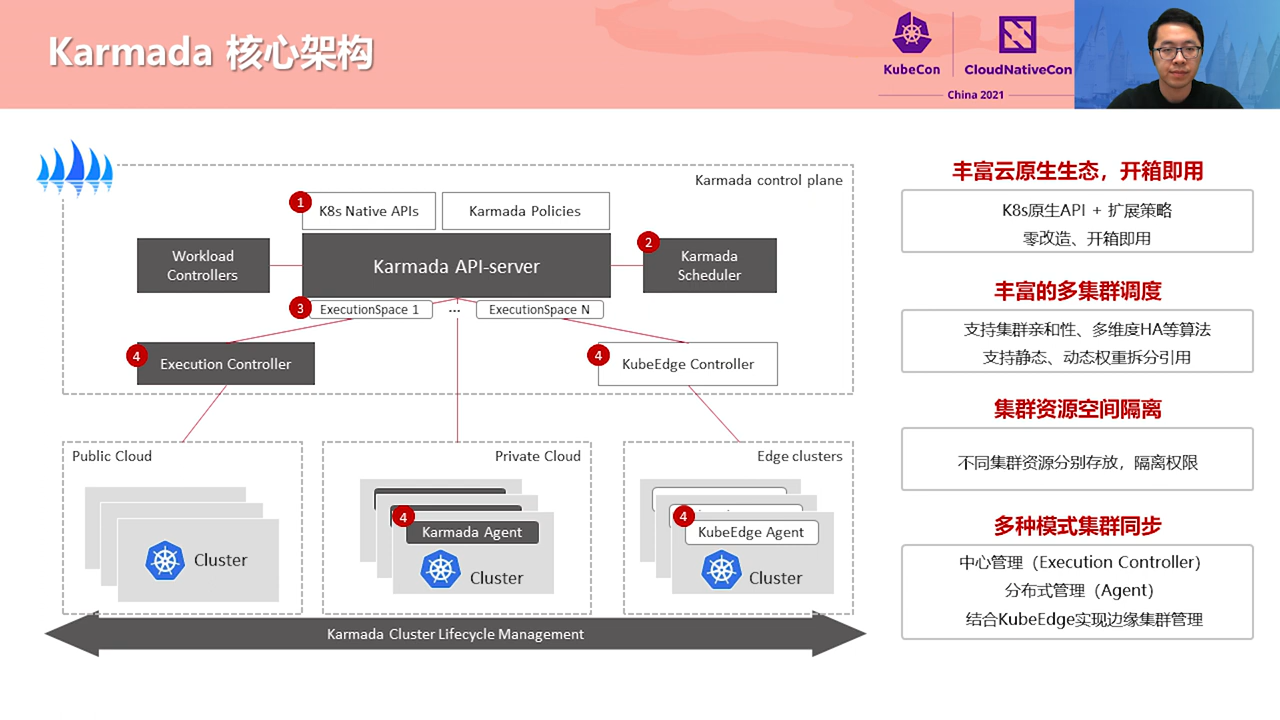 Karmada 核心架构
KubeCon
CloudNativeCon
China 2021
Karmada control plane
1
K8s Native APIs
Karmada Policies
Workload
Controllers
Karmada API-server
2
Karmada
Scheduler
3
ExecutionSpace 1
...
ExecutionSpace N
4
Execution Controller
4
KubeEdge Controller
Public Cloud
Cluster
Private Cloud
4
Karmada Agent
Cluster
Edge clusters
4
KubeEdge Agent
Cluster
Karmada Cluster Lifecycle Management
丰富云原生生态，开箱即用
K8s原生API + 扩展策略
零改造、开箱即用
丰富的多集群调度
支持集群亲和性、多维度HA等算法
支持静态、动态权重拆分引用
集群资源空间隔离
不同集群资源分别存放，隔离权限
多种模式集群同步
中心管理（Execution Controller）
分布式管理（Agent）
结合KubeEdge实现边缘集群管理